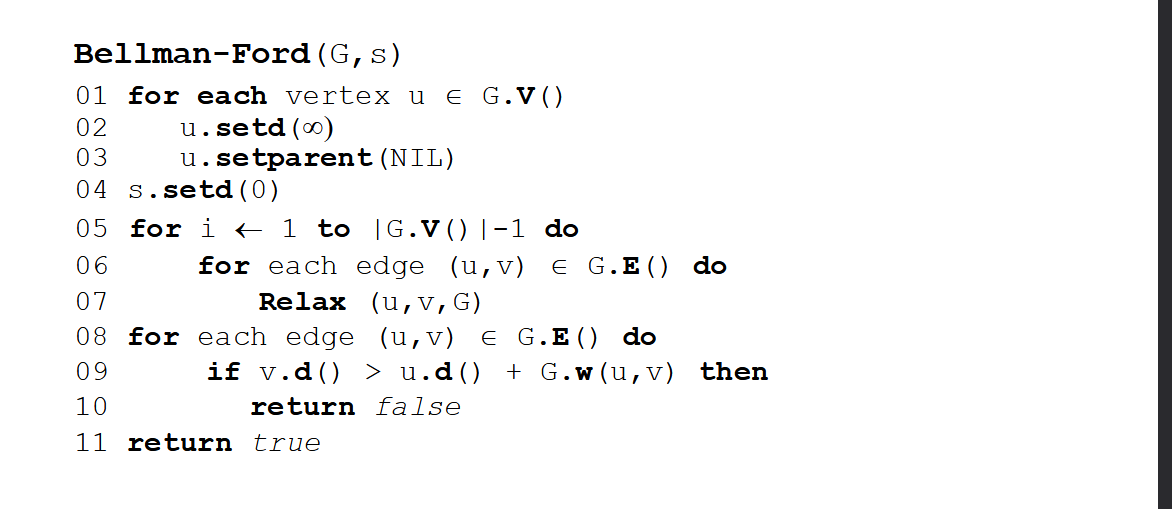 Bellman-Ford(G,s)
01 for each vertex u ∈ G.V()
02 u.setd(∞)
03 u.setparent(NIL)
04 s.setd(0)
05 for i ← 1 to |G.V()|-1 do
06 for each edge (u,v) ∈ G.E() do
07 Relax (u,v,G)
08 for each edge (u,v) ∈ G.E() do
09 if v.d() > u.d() + G.w(u,v) then
10 return false
11 return true